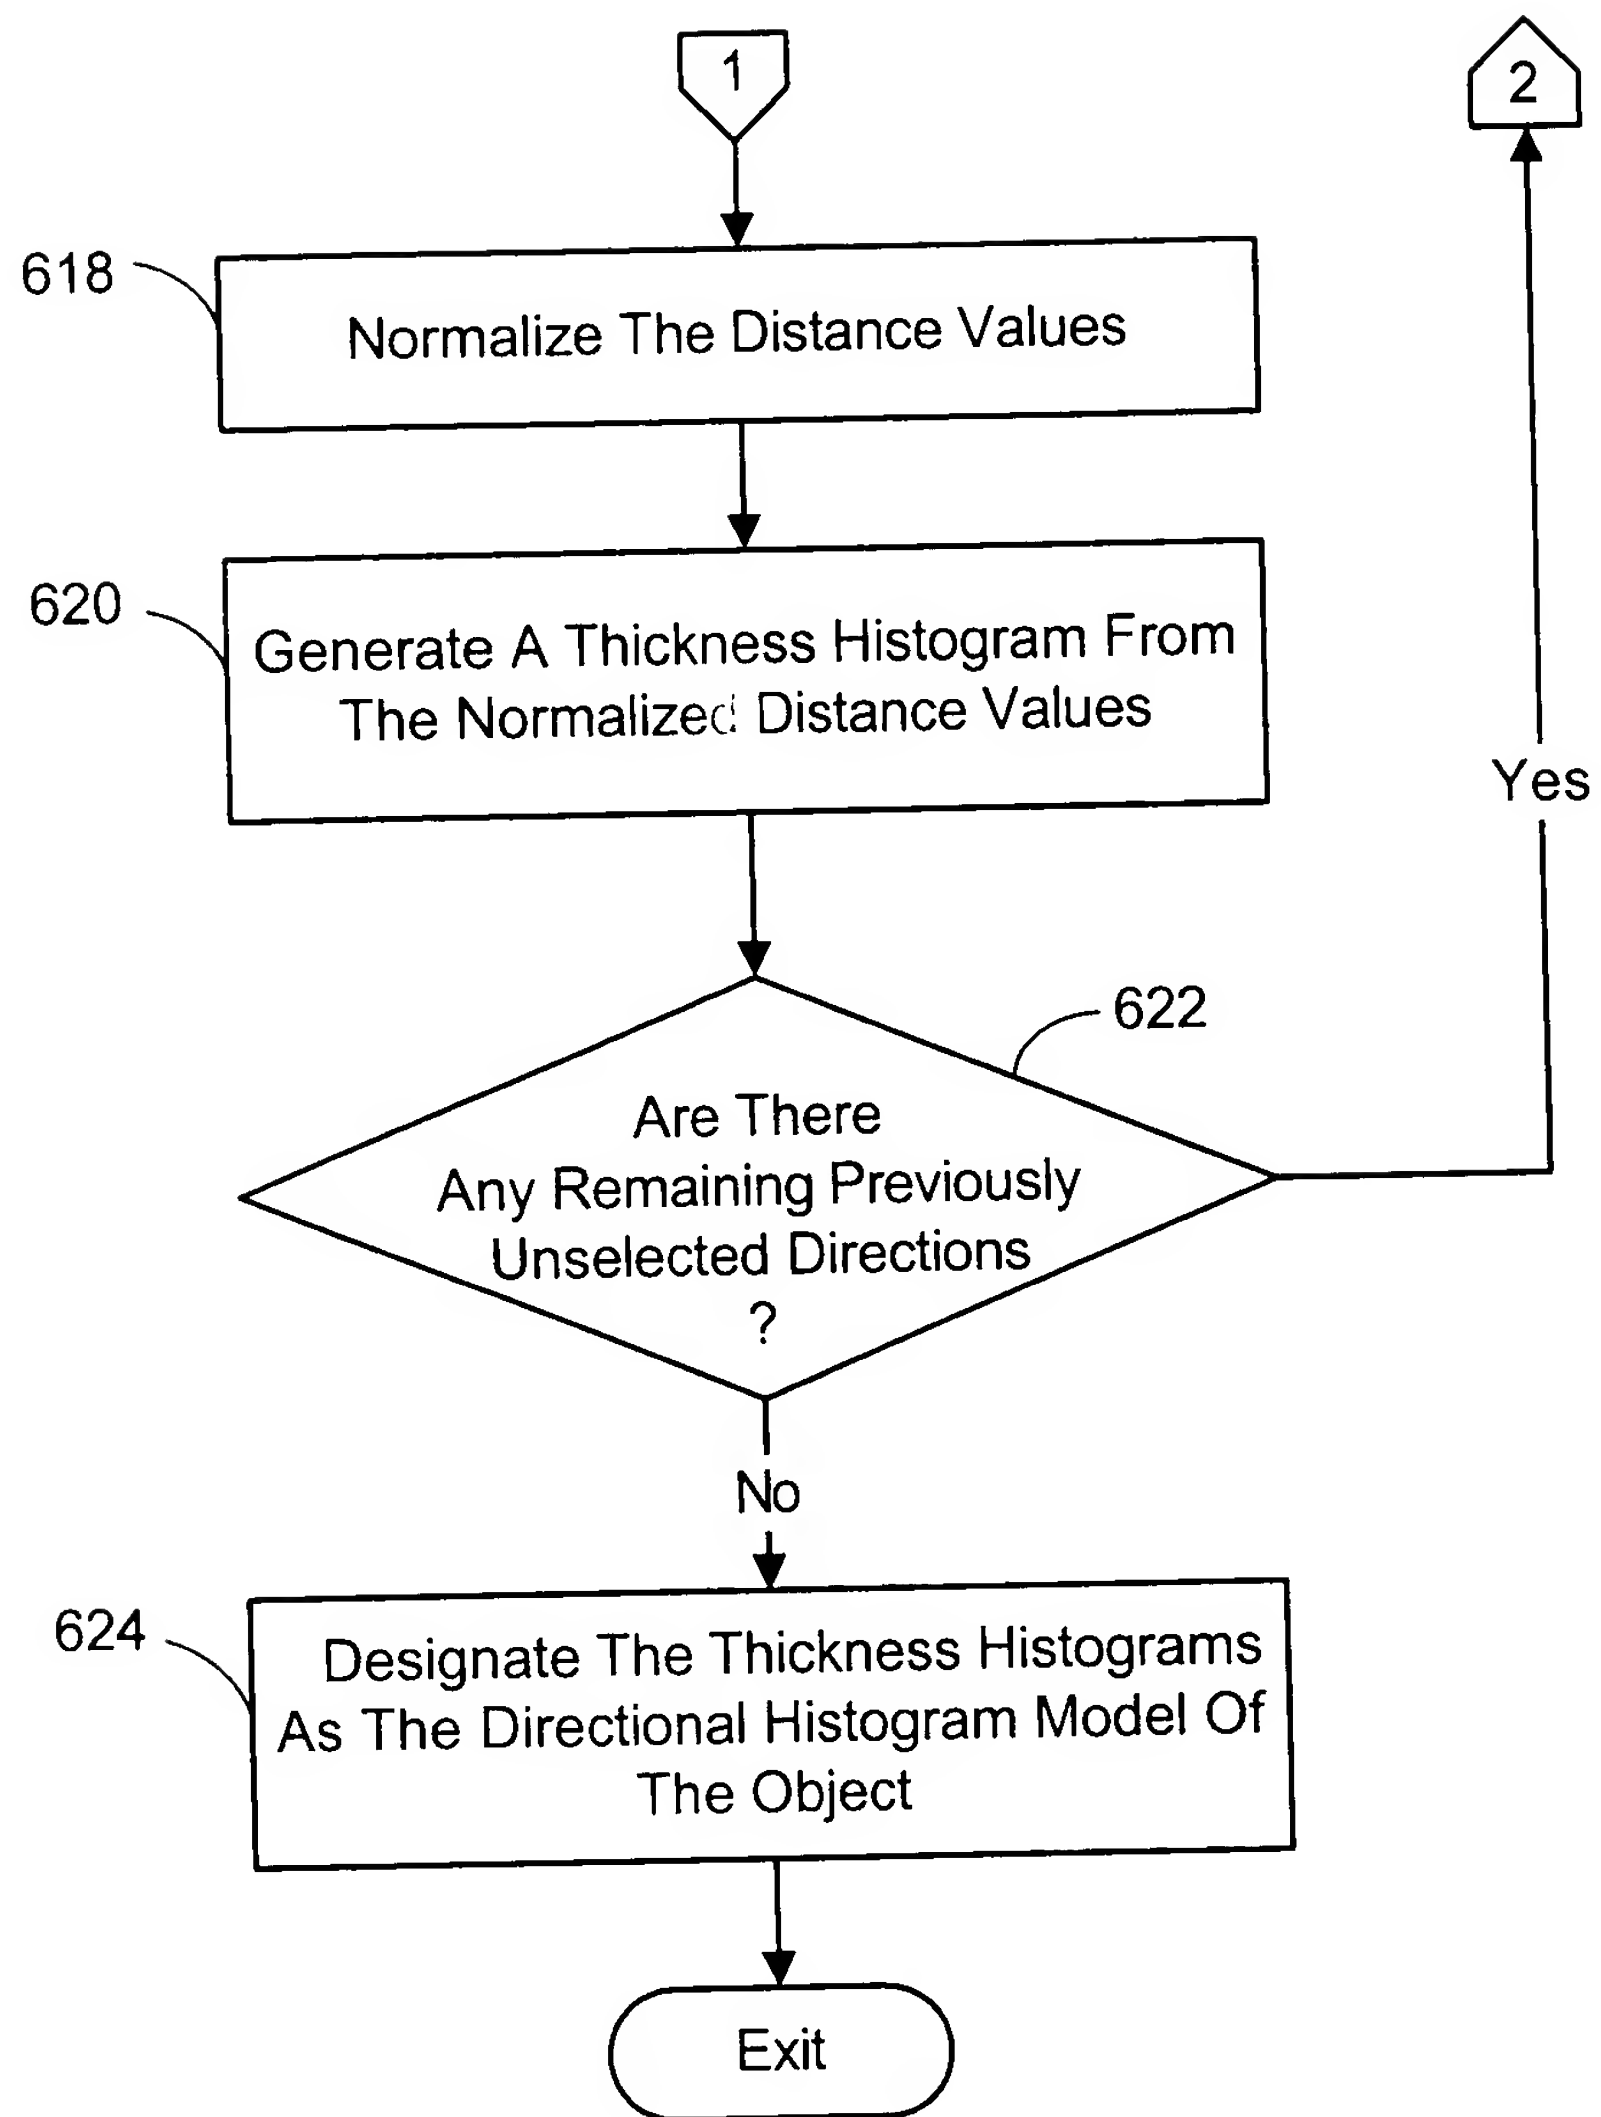 1
2
618
Normalize The Distance Values
620
Generate A Thickness Histogram From
The Normalized Distance Values
Yes
622
Are There
Any Remaining Previously
Unselected Directions
?
No
624
Designate The Thickness Histograms
As The Directional Histogram Model Of
The Object
Exit